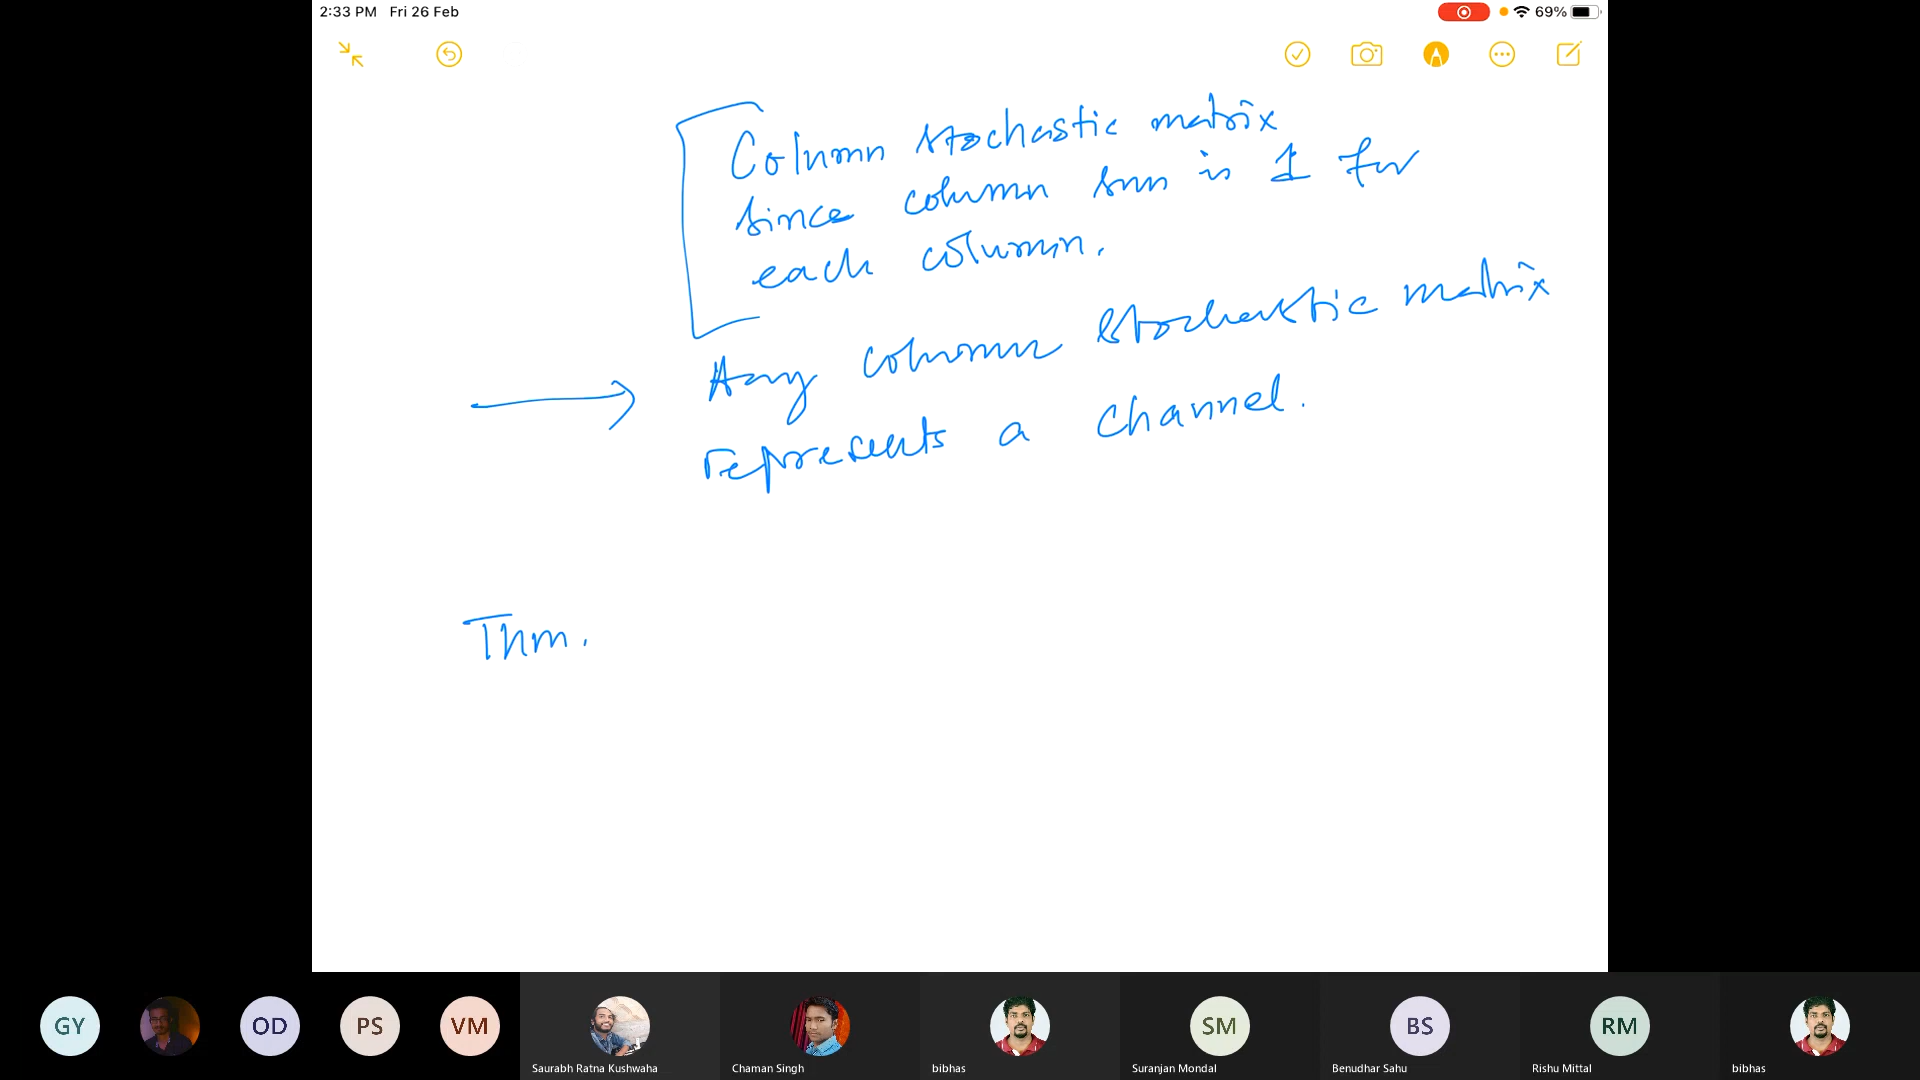 2:33 PM Fri 26 Feb
69%
Column stochastic matrix
since column sum is 1 for
each column.
Any column stochastic matrix
represents a channel.
Thm.
GY
OD
PS
VM
SM
BS
RM
Saurabh Ratna Kushwaha
Chaman Singh
bibhas
Suranjan Mondal
Benudhar Sahu
Rishu Mittal
bibhas